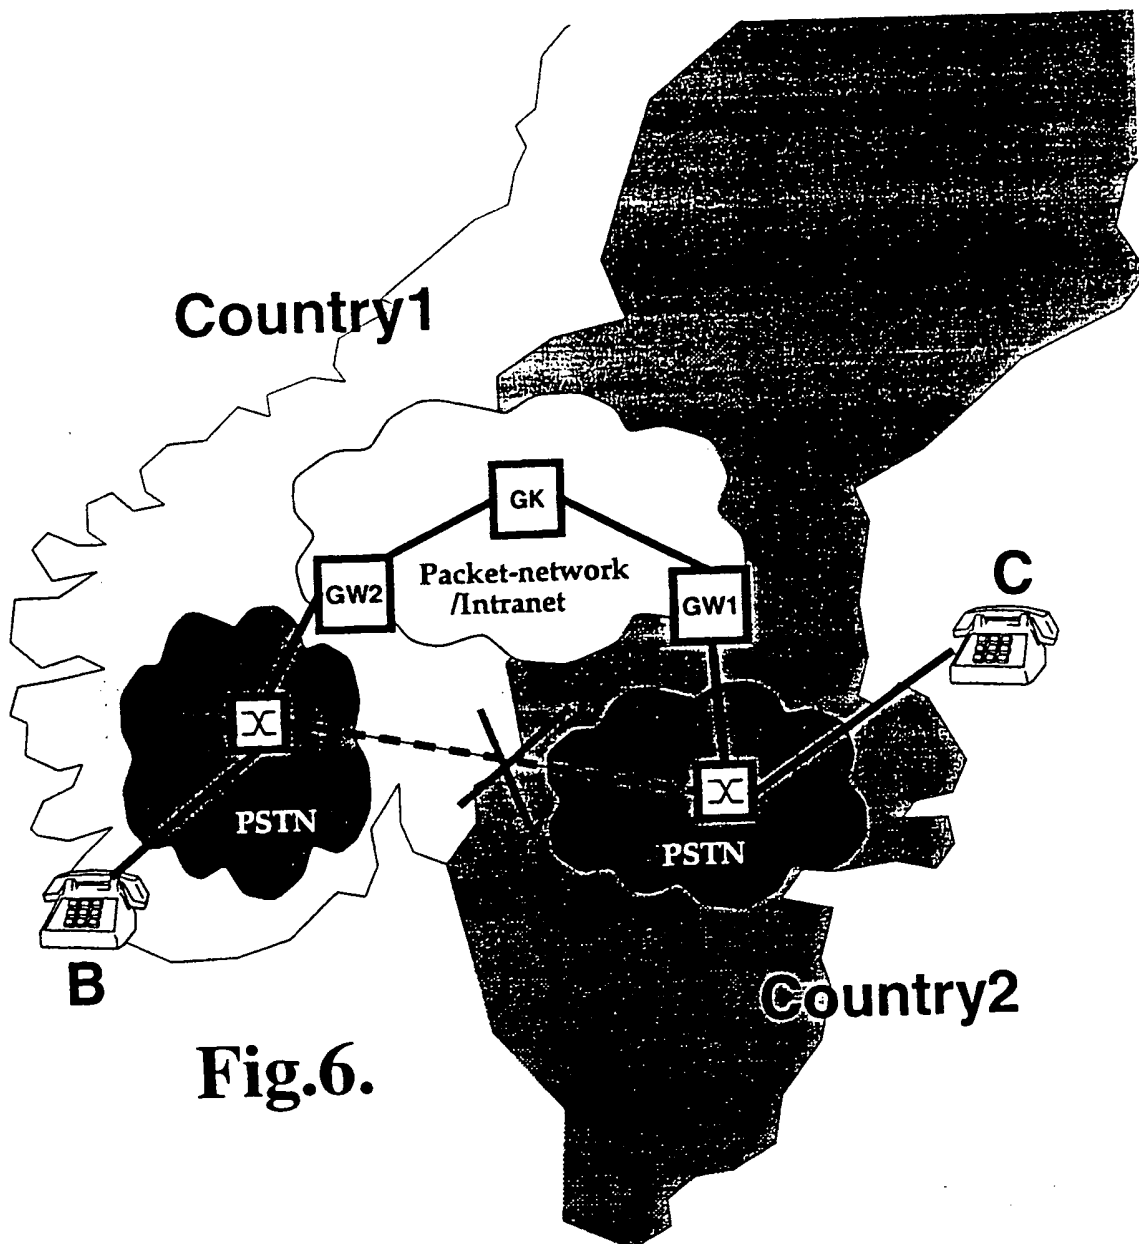 Country1
GK
Packet-network
/Intranet
GW2
GW1
C
PSTN
PSTN
B
Country2
Fig.6.